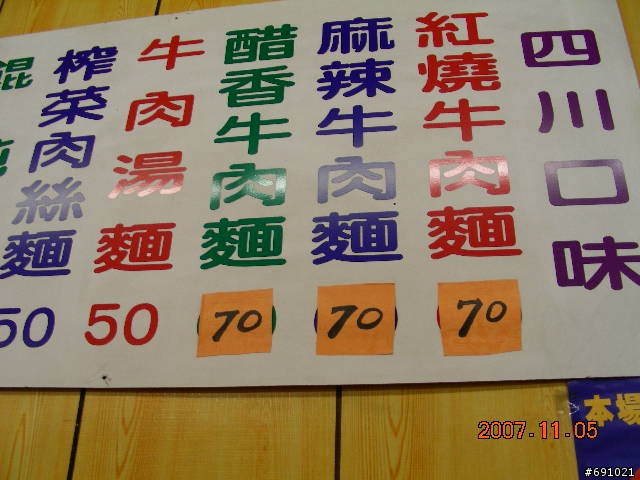 四川口味
紅燒牛肉麵
70
麻辣牛肉麵
70
醋香牛肉麵
70
牛肉湯麵
50
榨菜肉絲麵
50
本場
2007.11.05
#691021